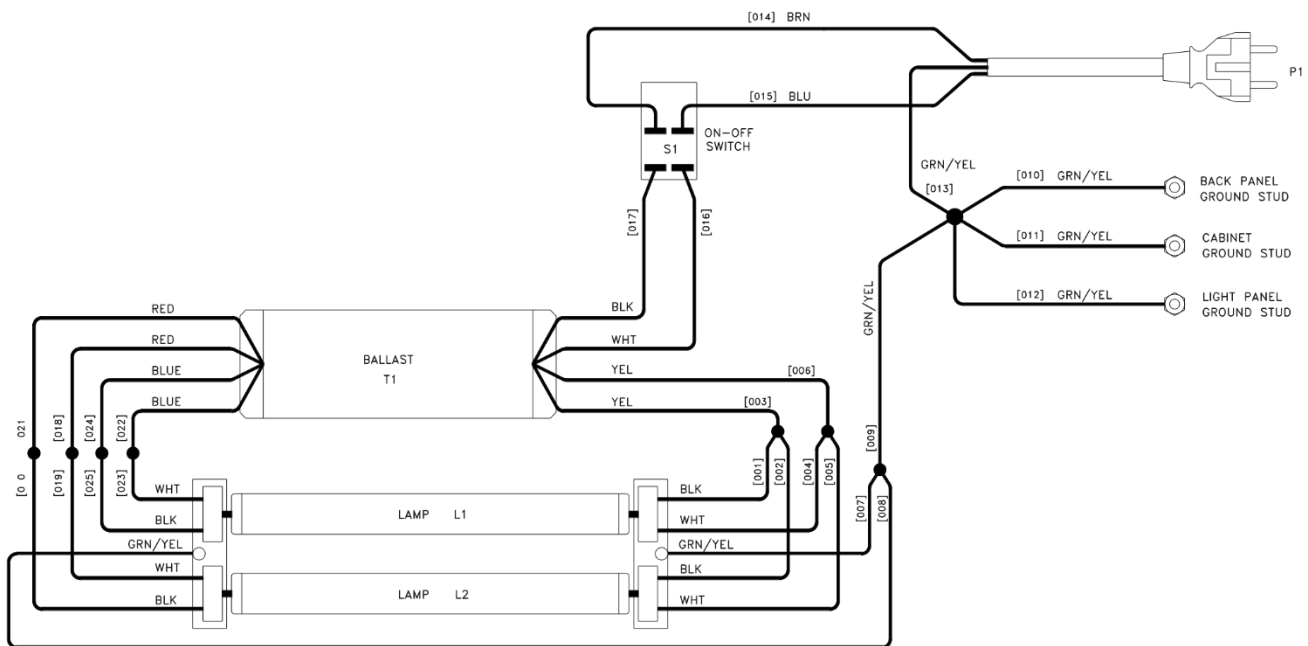 [014] BRN
P1
[015] BLU
ON-OFF
SWITCH
S1
GRN/YEL
[013]
[010] GRN/YEL
BACK PANEL
GROUND STUD
[011] GRN/YEL
CABINET
GROUND STUD
[012] GRN/YEL
LIGHT PANEL
GROUND STUD
[017]
[016]
GRN/YEL
RED
BLK
RED
WHT
BALLAST
T1
BLUE
YEL
[006]
BLUE
YEL
[003]
021
[018]
[024]
[022]
[009]
[0 0
[019]
[025]
[023]
[001]
[002]
[004]
[005]
[007]
[008]
WHT
BLK
LAMP L1
BLK
WHT
GRN/YEL
GRN/YEL
WHT
BLK
LAMP L2
BLK
WHT